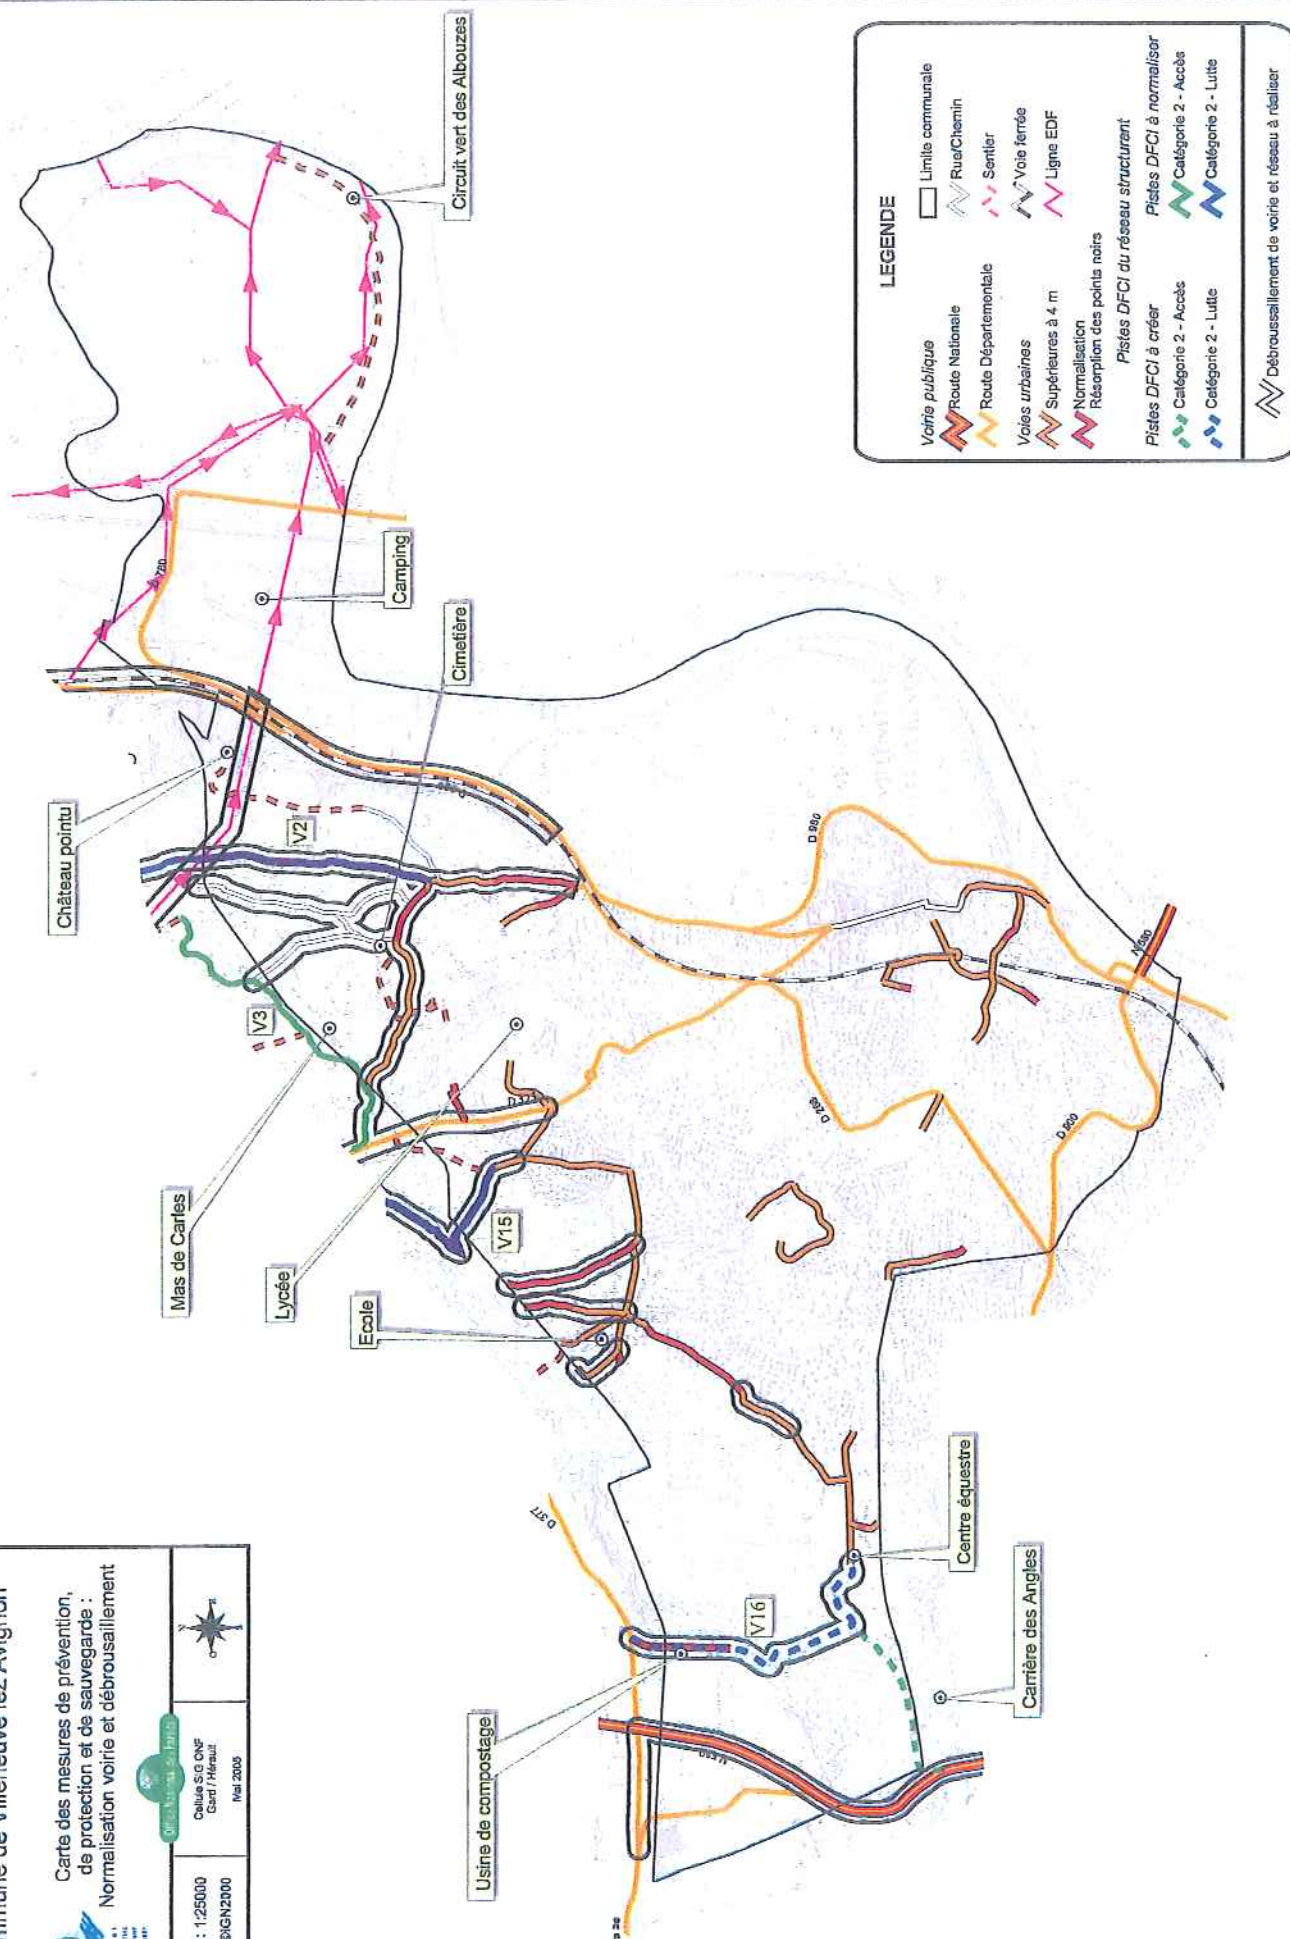 Carte des mesures de prévention,
de protection et de sauvegarde :
Normalisation voirie et débrousaillement
: 1:25000
Cellule SIG ONF
Gard / Hérault
Mai 2005
Usine de compostage
Carrière des Angles
Centre équestre
Ecole
Lycée
Mas de Carles
Château pointu
Cimetière
Camping
Circuit vert des Albouzes
V16
V15
V3
V2
D 377
D 268
D 900
D 980
N 580
LEGENDE
Voirie publique
Route Nationale
Route Départementale
Voies urbaines
Supérieures à 4 m
Normalisation
Résorption des points noirs
Limite communale
Rue/Chemin
Sentier
Voie ferrée
Ligne EDF
Pistes DFCI du réseau structurant
Pistes DFCI à créer
Catégorie 2 - Accès
Catégorie 2 - Lutte
Pistes DFCI à normaliser
Catégorie 2 - Accès
Catégorie 2 - Lutte
Débroussaillement de voirie et réseau à réaliser